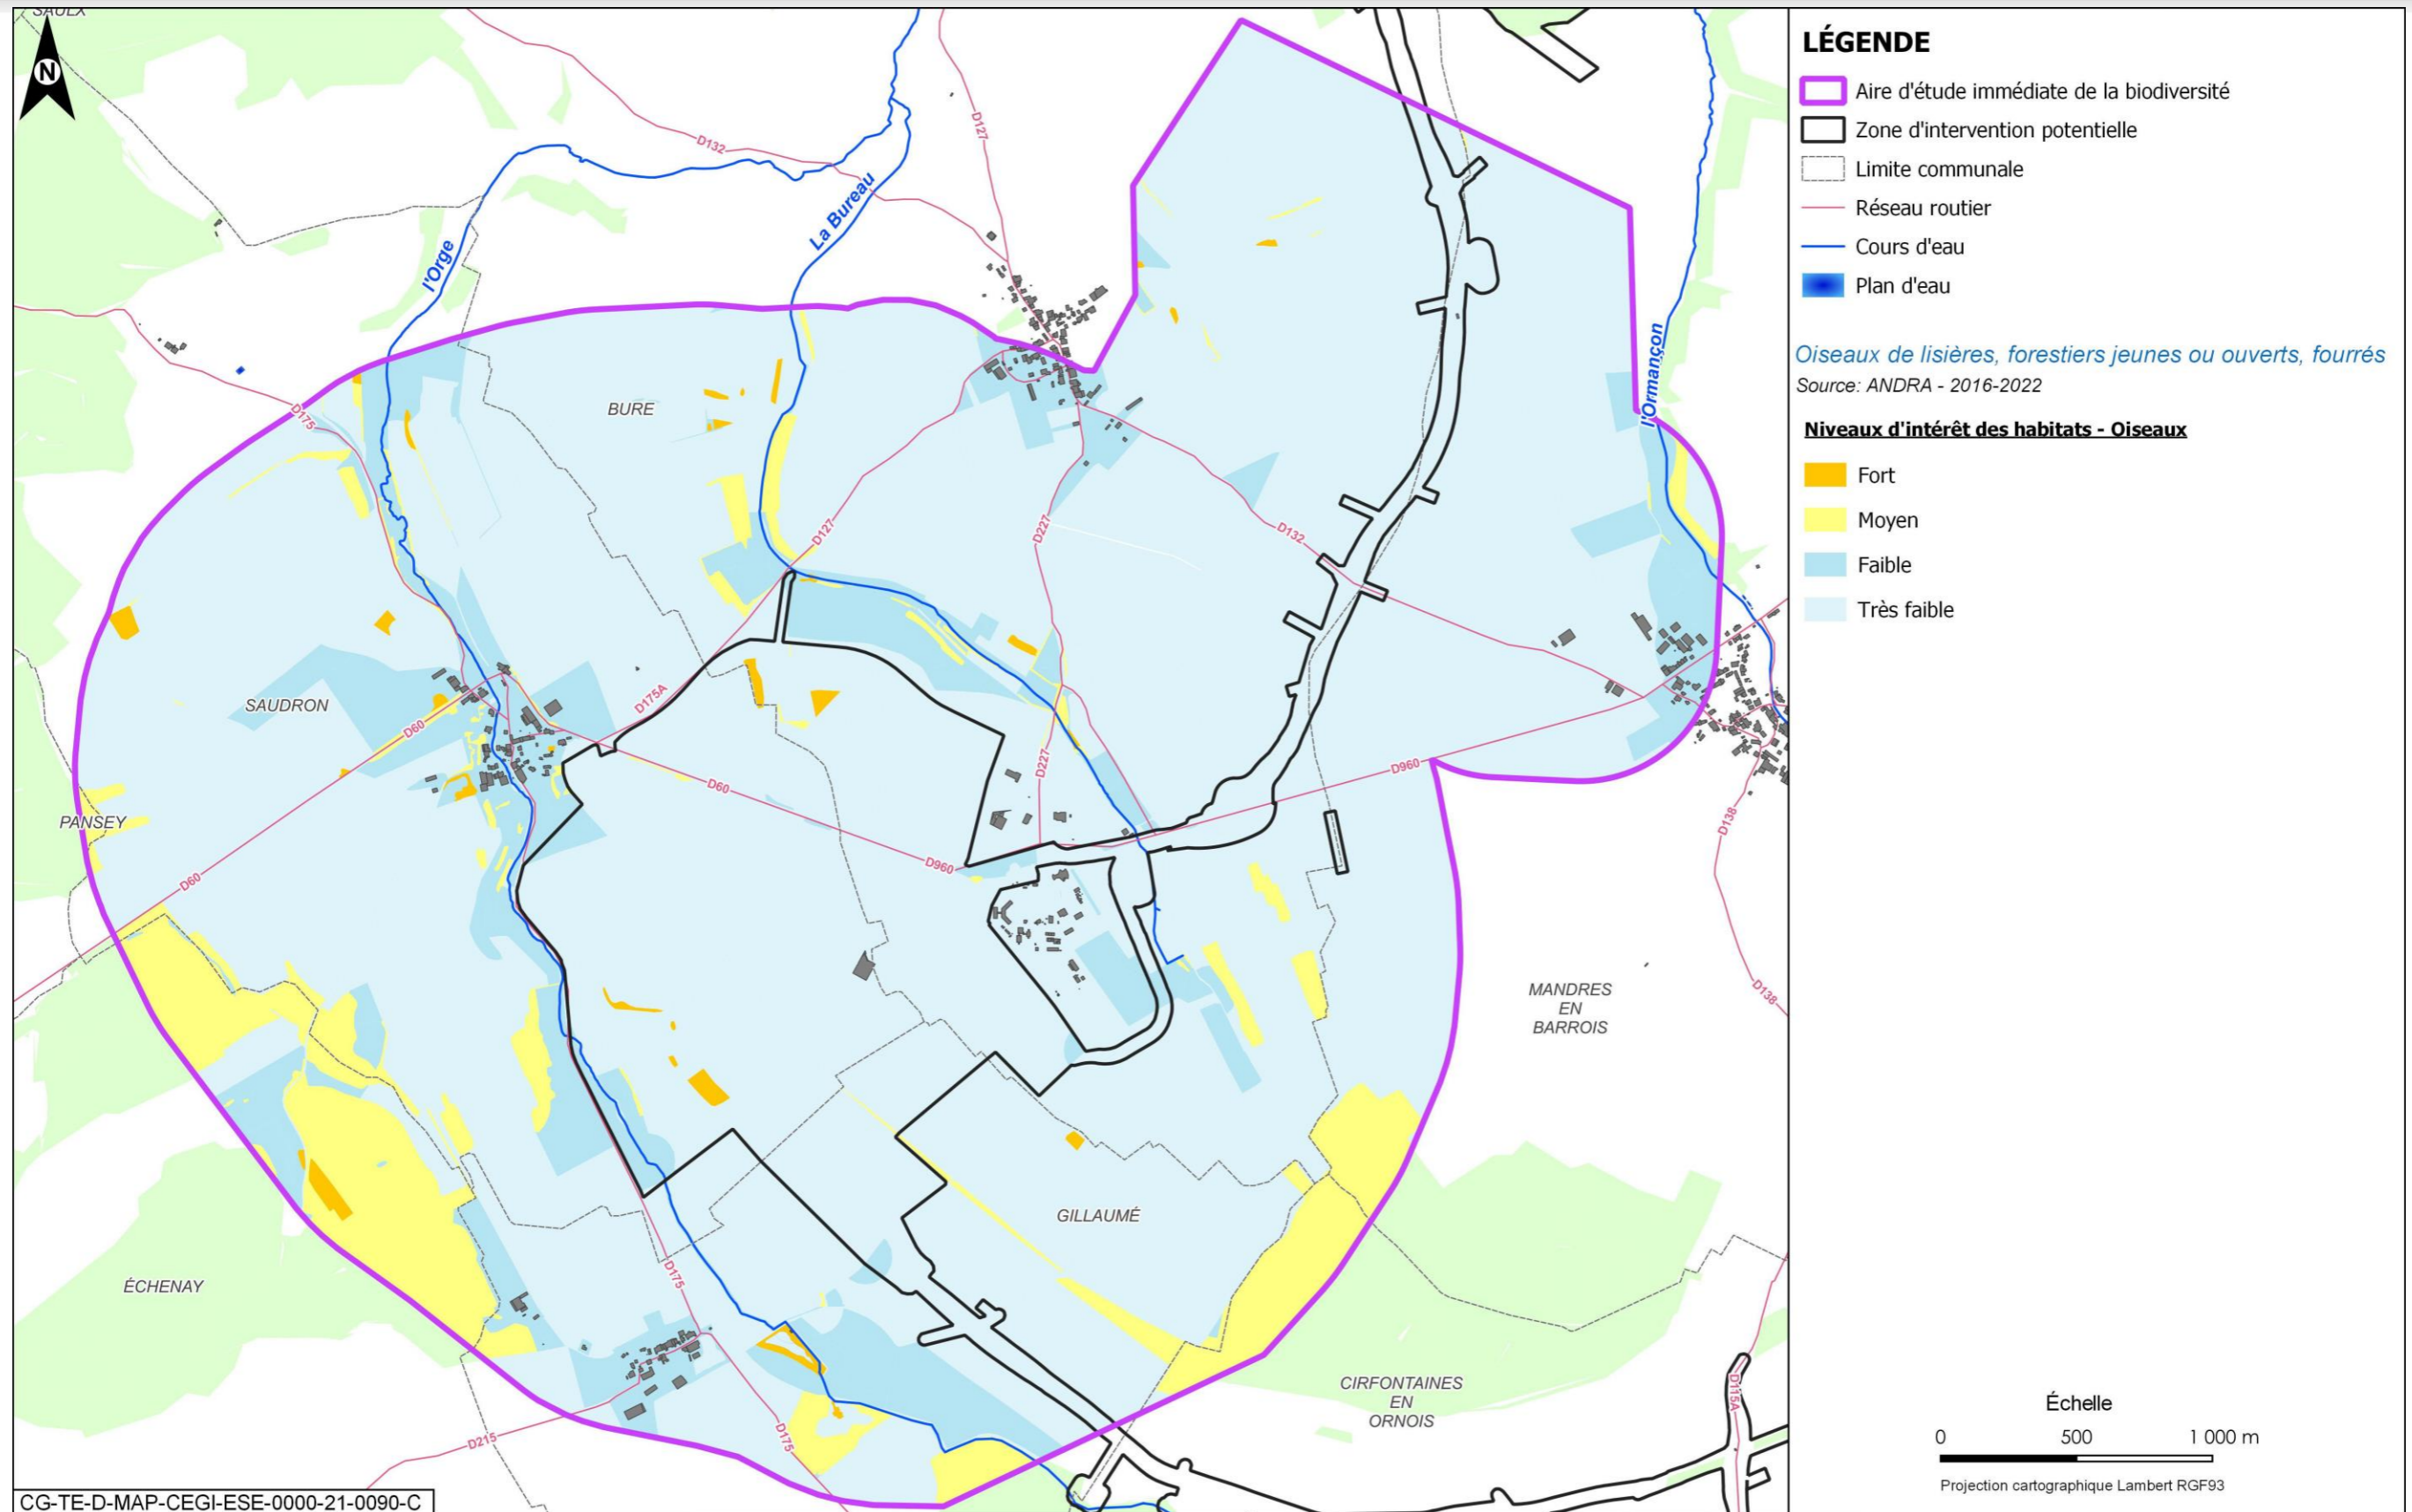 SAULX
N
D132
D127
La Bureau
l'Orge
l'Ormançon
D175
BURE
D127
D227
D132
SAUDRON
D60
D175A
D60
D227
D960
PANSEY
D60
D960
D138
D138
MANDRES
EN
BARROIS
GILLAUMÉ
ÉCHENAY
D175
CIRFONTAINES
EN
ORNOIS
D115A
D215
D175
CG-TE-D-MAP-CEGI-ESE-0000-21-0090-C
LÉGENDE
Aire d'étude immédiate de la biodiversité
Zone d'intervention potentielle
Limite communale
Réseau routier
Cours d'eau
Plan d'eau
Oiseaux de lisières, forestiers jeunes ou ouverts, fourrés
Source: ANDRA - 2016-2022
Niveaux d'intérêt des habitats - Oiseaux
Fort
Moyen
Faible
Très faible
Échelle
0 500 1 000 m
Projection cartographique Lambert RGF93